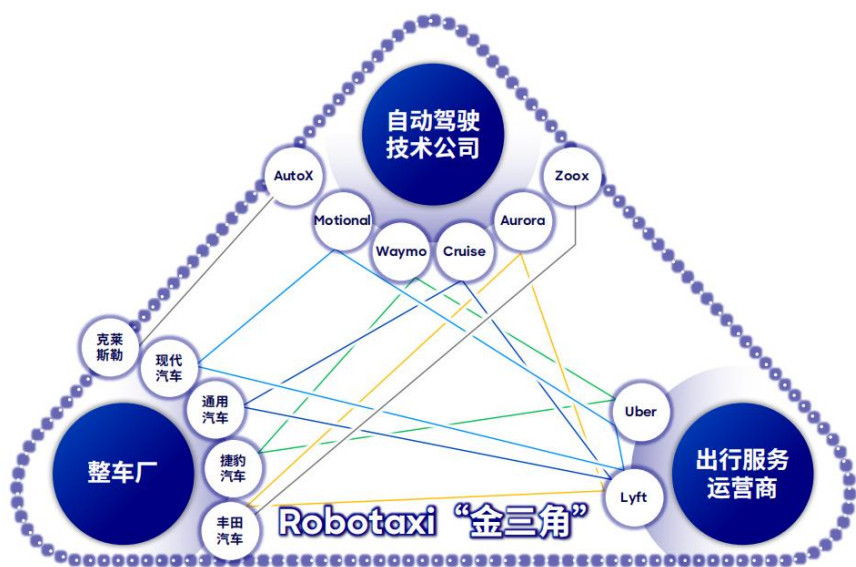 自动驾驶
技术公司
AutoX
Zoox
Motional
Aurora
Waymo
Cruise
克莱
斯勒
现代
汽车
通用
汽车
捷豹
汽车
丰田
汽车
整车厂
Uber
Lyft
出行服务
运营商
Robotaxi“金三角”